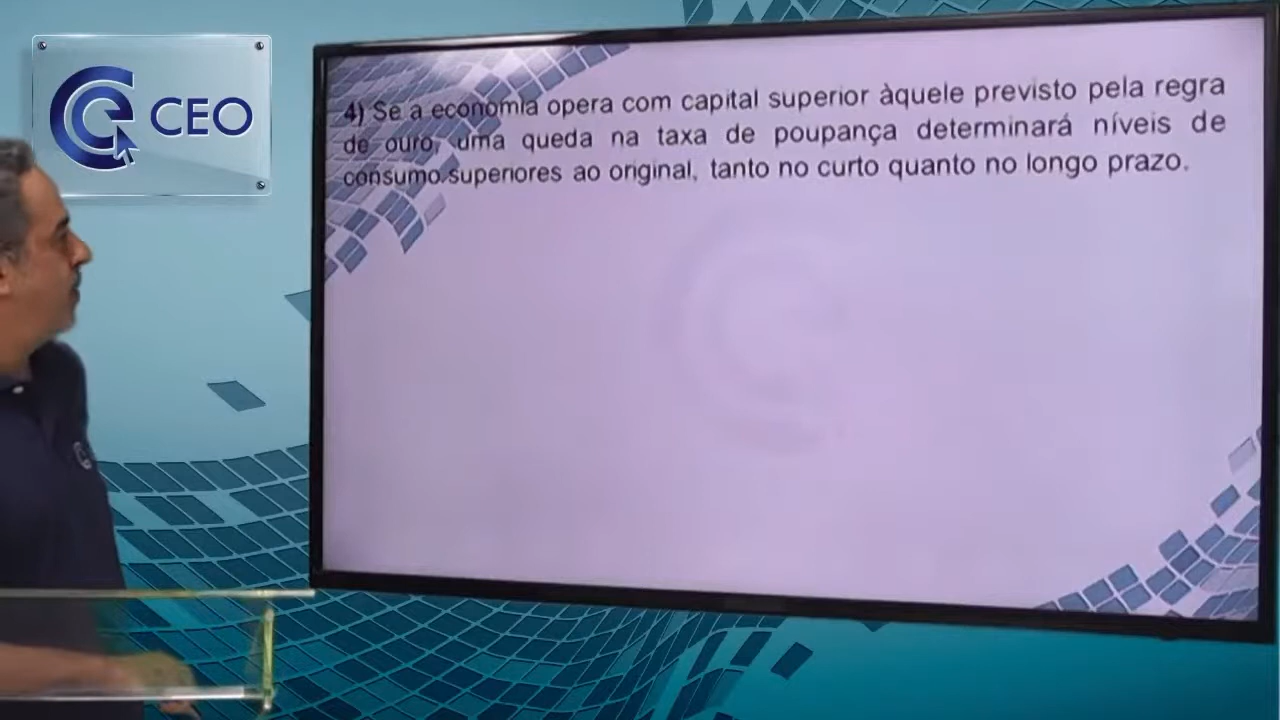 CEO
4) Se a economia opera com capital superior àquele previsto pela regra
de ouro, uma queda na taxa de poupança determinará níveis de
consumo superiores ao original, tanto no curto quanto no longo prazo.